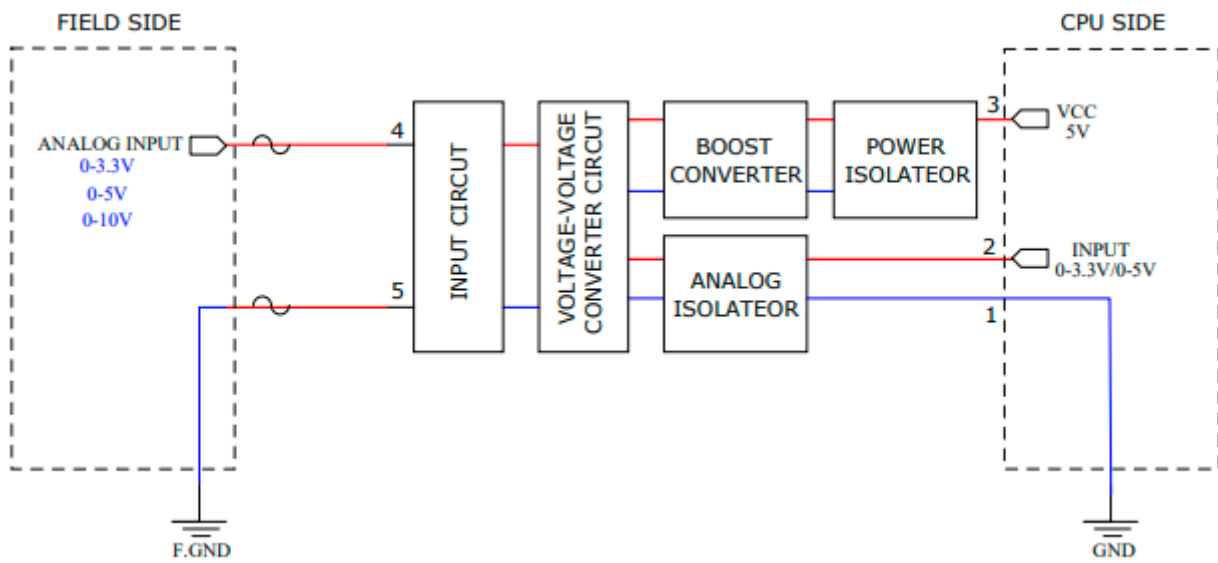 FIELD SIDE
CPU SIDE
ANALOG INPUT
0-3.3V
0-5V
0-10V
4
5
INPUT CIRCUT
VOLTAGE-VOLTAGE
CONVERTER CIRCUT
BOOST
CONVERTER
POWER
ISOLATEOR
ANALOG
ISOLATEOR
3
VCC
5V
2
INPUT
0-3.3V/0-5V
1
F.GND
GND